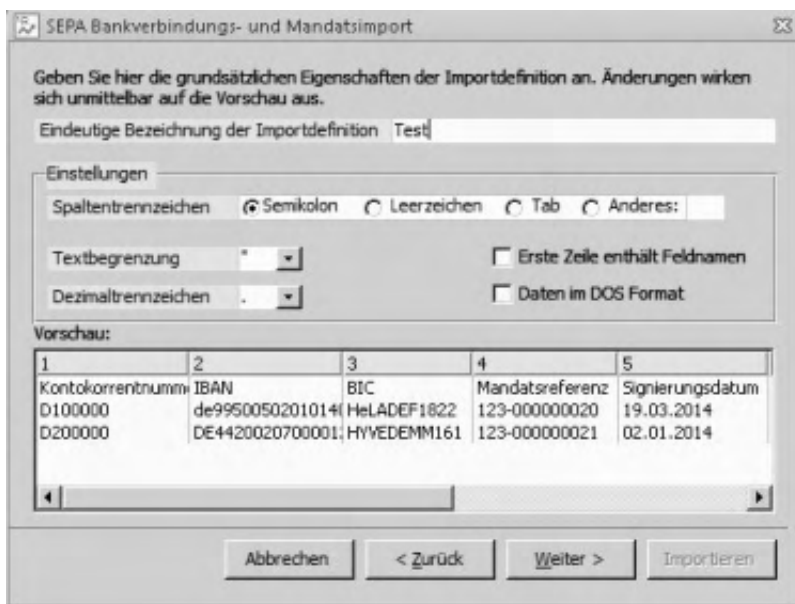 SEPA Bankverbindungs- und Mandatsimport
Geben Sie hier die grundsätzlichen Eigenschaften der Importdefinition an. Änderungen wirken
sich unmittelbar auf die Vorschau aus.
Eindeutige Bezeichnung der Importdefinition Test
Einstellungen
Spaltentrennzeichen Semikolon Leerzeichen Tab Anderes:
Textbegrenzung " Erste Zeile enthält Feldnamen
Dezimaltrennzeichen . Daten im DOS Format
Vorschau:
1 2 3 4 5
Kontokorrentnumm IBAN BIC Mandatsreferenz Signierungsdatum
D100000 de9950050201014 HeLADEF1822 123-000000020 19.03.2014
D200000 DE4420020700001 HYVEDEMM161 123-000000021 02.01.2014
Abbrechen < Zurück Weiter > Importieren